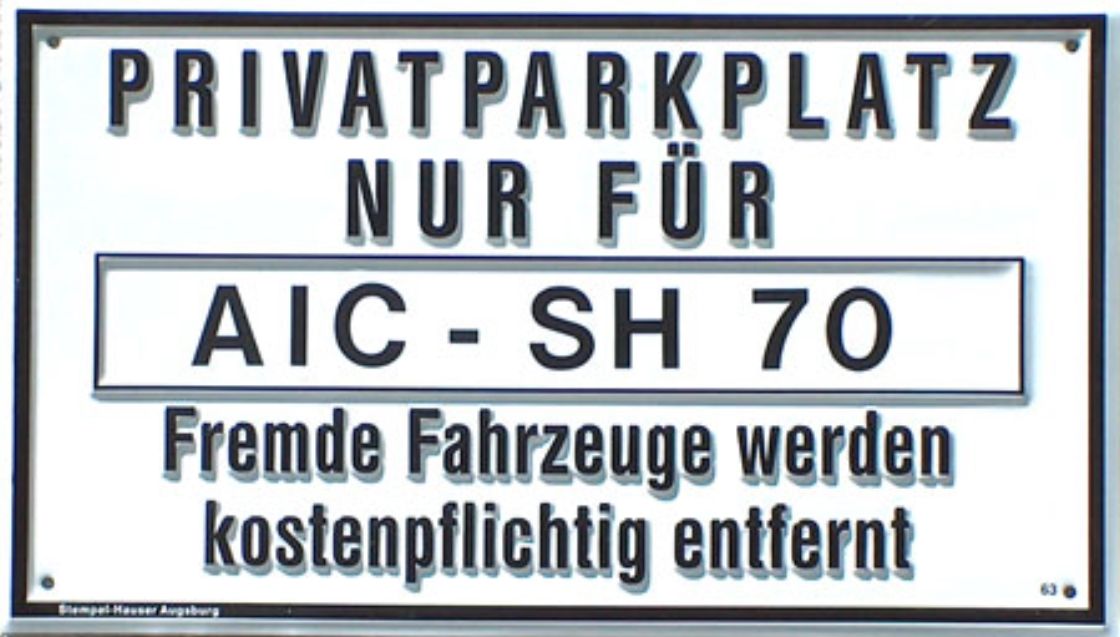 PRIVATPARKPLATZ
NUR FÜR
AIC - SH 70
Fremde Fahrzeuge werden
kostenpflichtig entfernt
63
Stempel-Hauser Augsburg